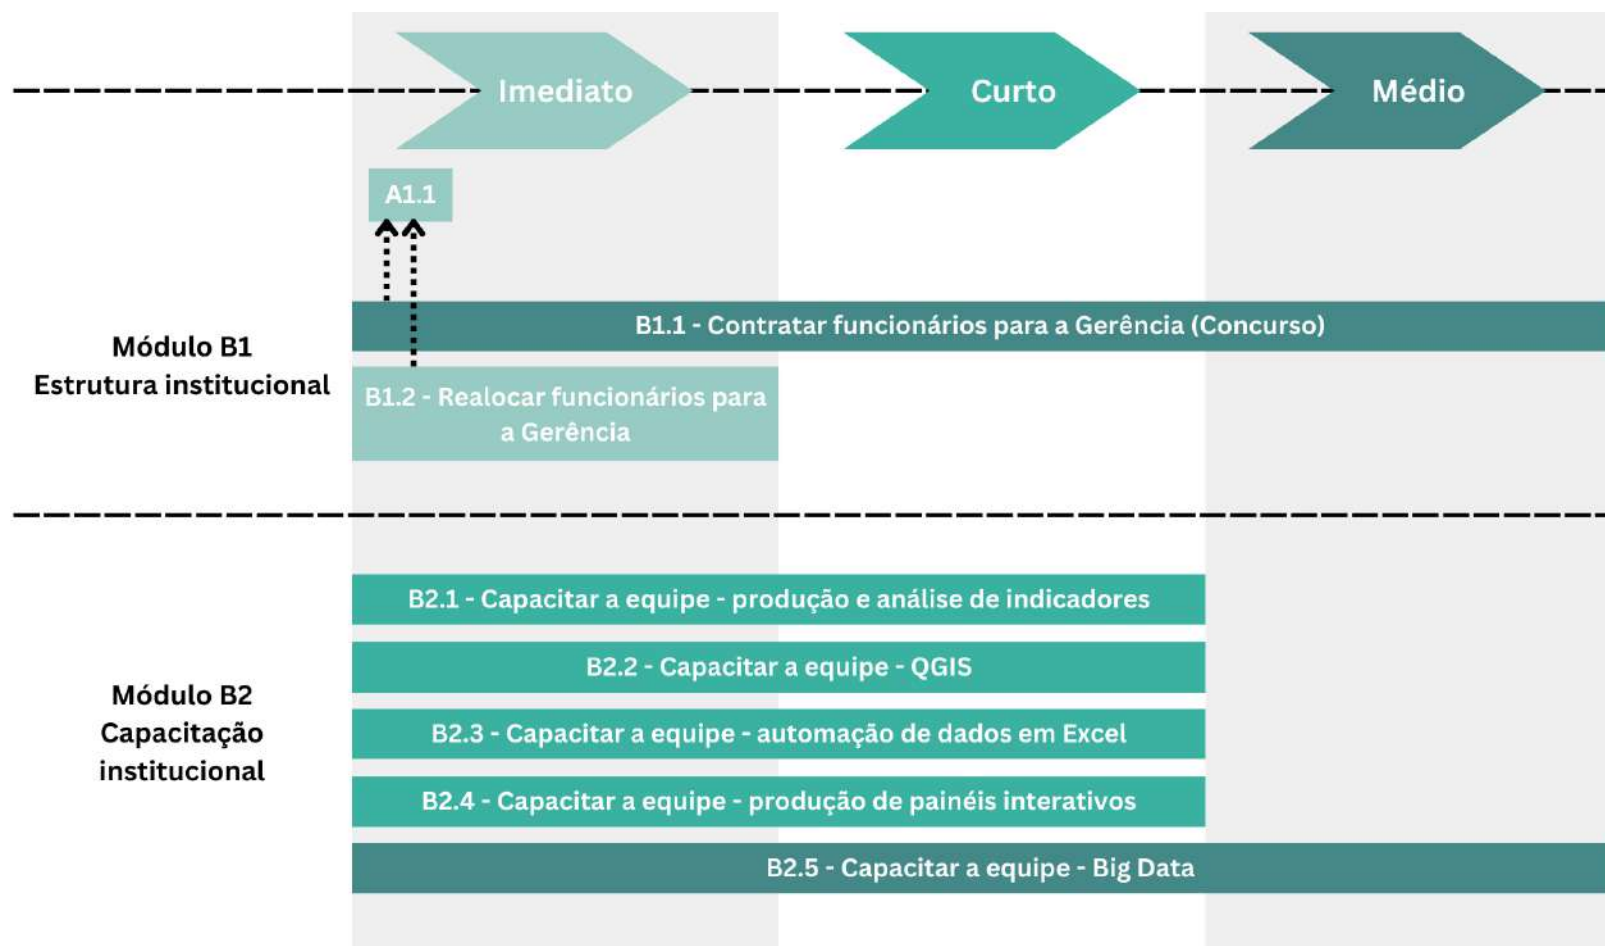 Imediato
Curto
Médio
A1.1
Módulo B1
Estrutura institucional
B1.1 - Contratar funcionários para a Gerência (Concurso)
B1.2 - Realocar funcionários para
a Gerência
Módulo B2
Capacitação
institucional
B2.1 - Capacitar a equipe - produção e análise de indicadores
B2.2 - Capacitar a equipe - QGIS
B2.3 - Capacitar a equipe - automação de dados em Excel
B2.4 - Capacitar a equipe - produção de painéis interativos
B2.5 - Capacitar a equipe - Big Data